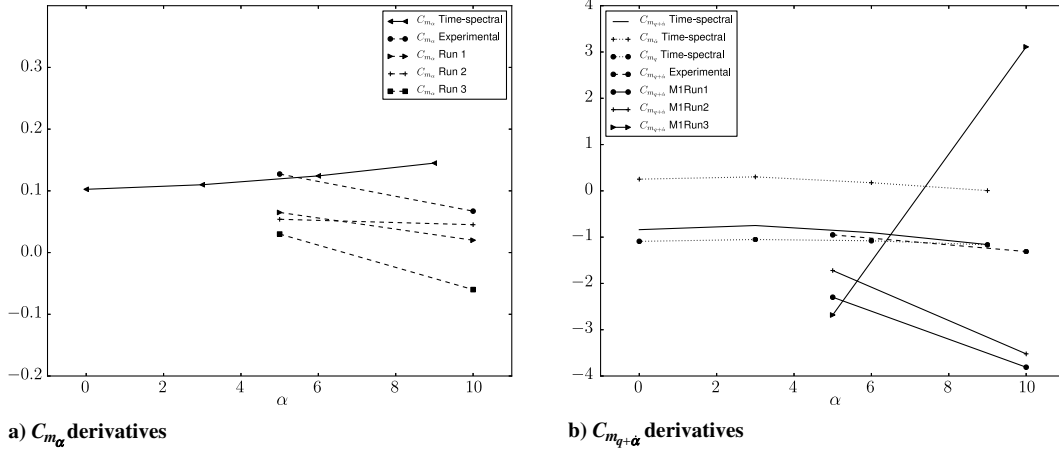 C_{m_α} Time-spectral
C_{m_α} Experimental
C_{m_α} Run 1
C_{m_α} Run 2
C_{m_α} Run 3
0.3
0.2
0.1
0.0
−0.1
−0.2
0 2 4 6 8 10
α
a) C_{m_α} derivatives
C_{m_{q+α̇}} Time-spectral
C_{m_{α̇}} Time-spectral
C_{m_q} Time-spectral
C_{m_{q+α̇}} Experimental
C_{m_{q+α̇}} M1Run1
C_{m_{q+α̇}} M1Run2
C_{m_{q+α̇}} M1Run3
4
3
2
1
0
−1
−2
−3
−4
0 2 4 6 8 10
α
b) C_{m_{q+α̇}} derivatives